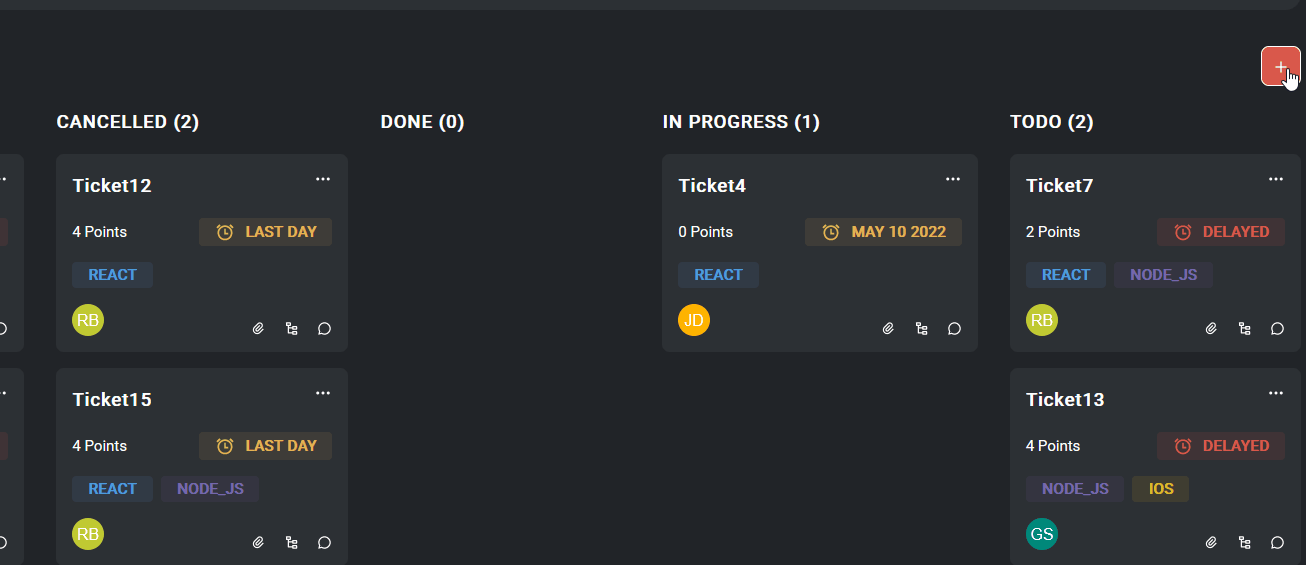 +
CANCELLED (2)
Ticket12
4 Points
LAST DAY
REACT
RB
Ticket15
4 Points
LAST DAY
REACT
NODE_JS
RB
DONE (0)
IN PROGRESS (1)
Ticket4
0 Points
MAY 10 2022
REACT
JD
TODO (2)
Ticket7
2 Points
DELAYED
REACT
NODE_JS
RB
Ticket13
4 Points
DELAYED
NODE_JS
IOS
GS